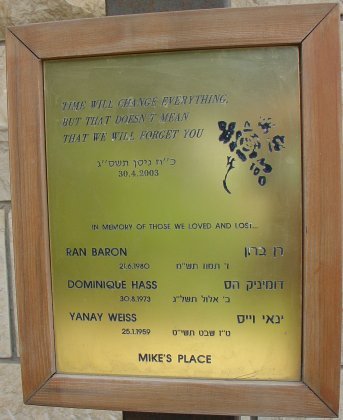 TIME WILL CHANGE EVERYTHING,
BUT THAT DOESN'T MEAN
THAT WE WILL FORGET YOU
כ"ח ניסן תשס"ג
30.4.2003
IN MEMORY OF THOSE WE LOVED AND LOST...
RAN BARON רן ברון
21.6.1980 ז' תמוז תש"מ
DOMINIQUE HASS דומיניק הס
30.8.1973 ב' אלול תשל"ג
YANAY WEISS ינאי וייס
25.1.1959 ט"ז שבט תשי"ט
MIKE'S PLACE